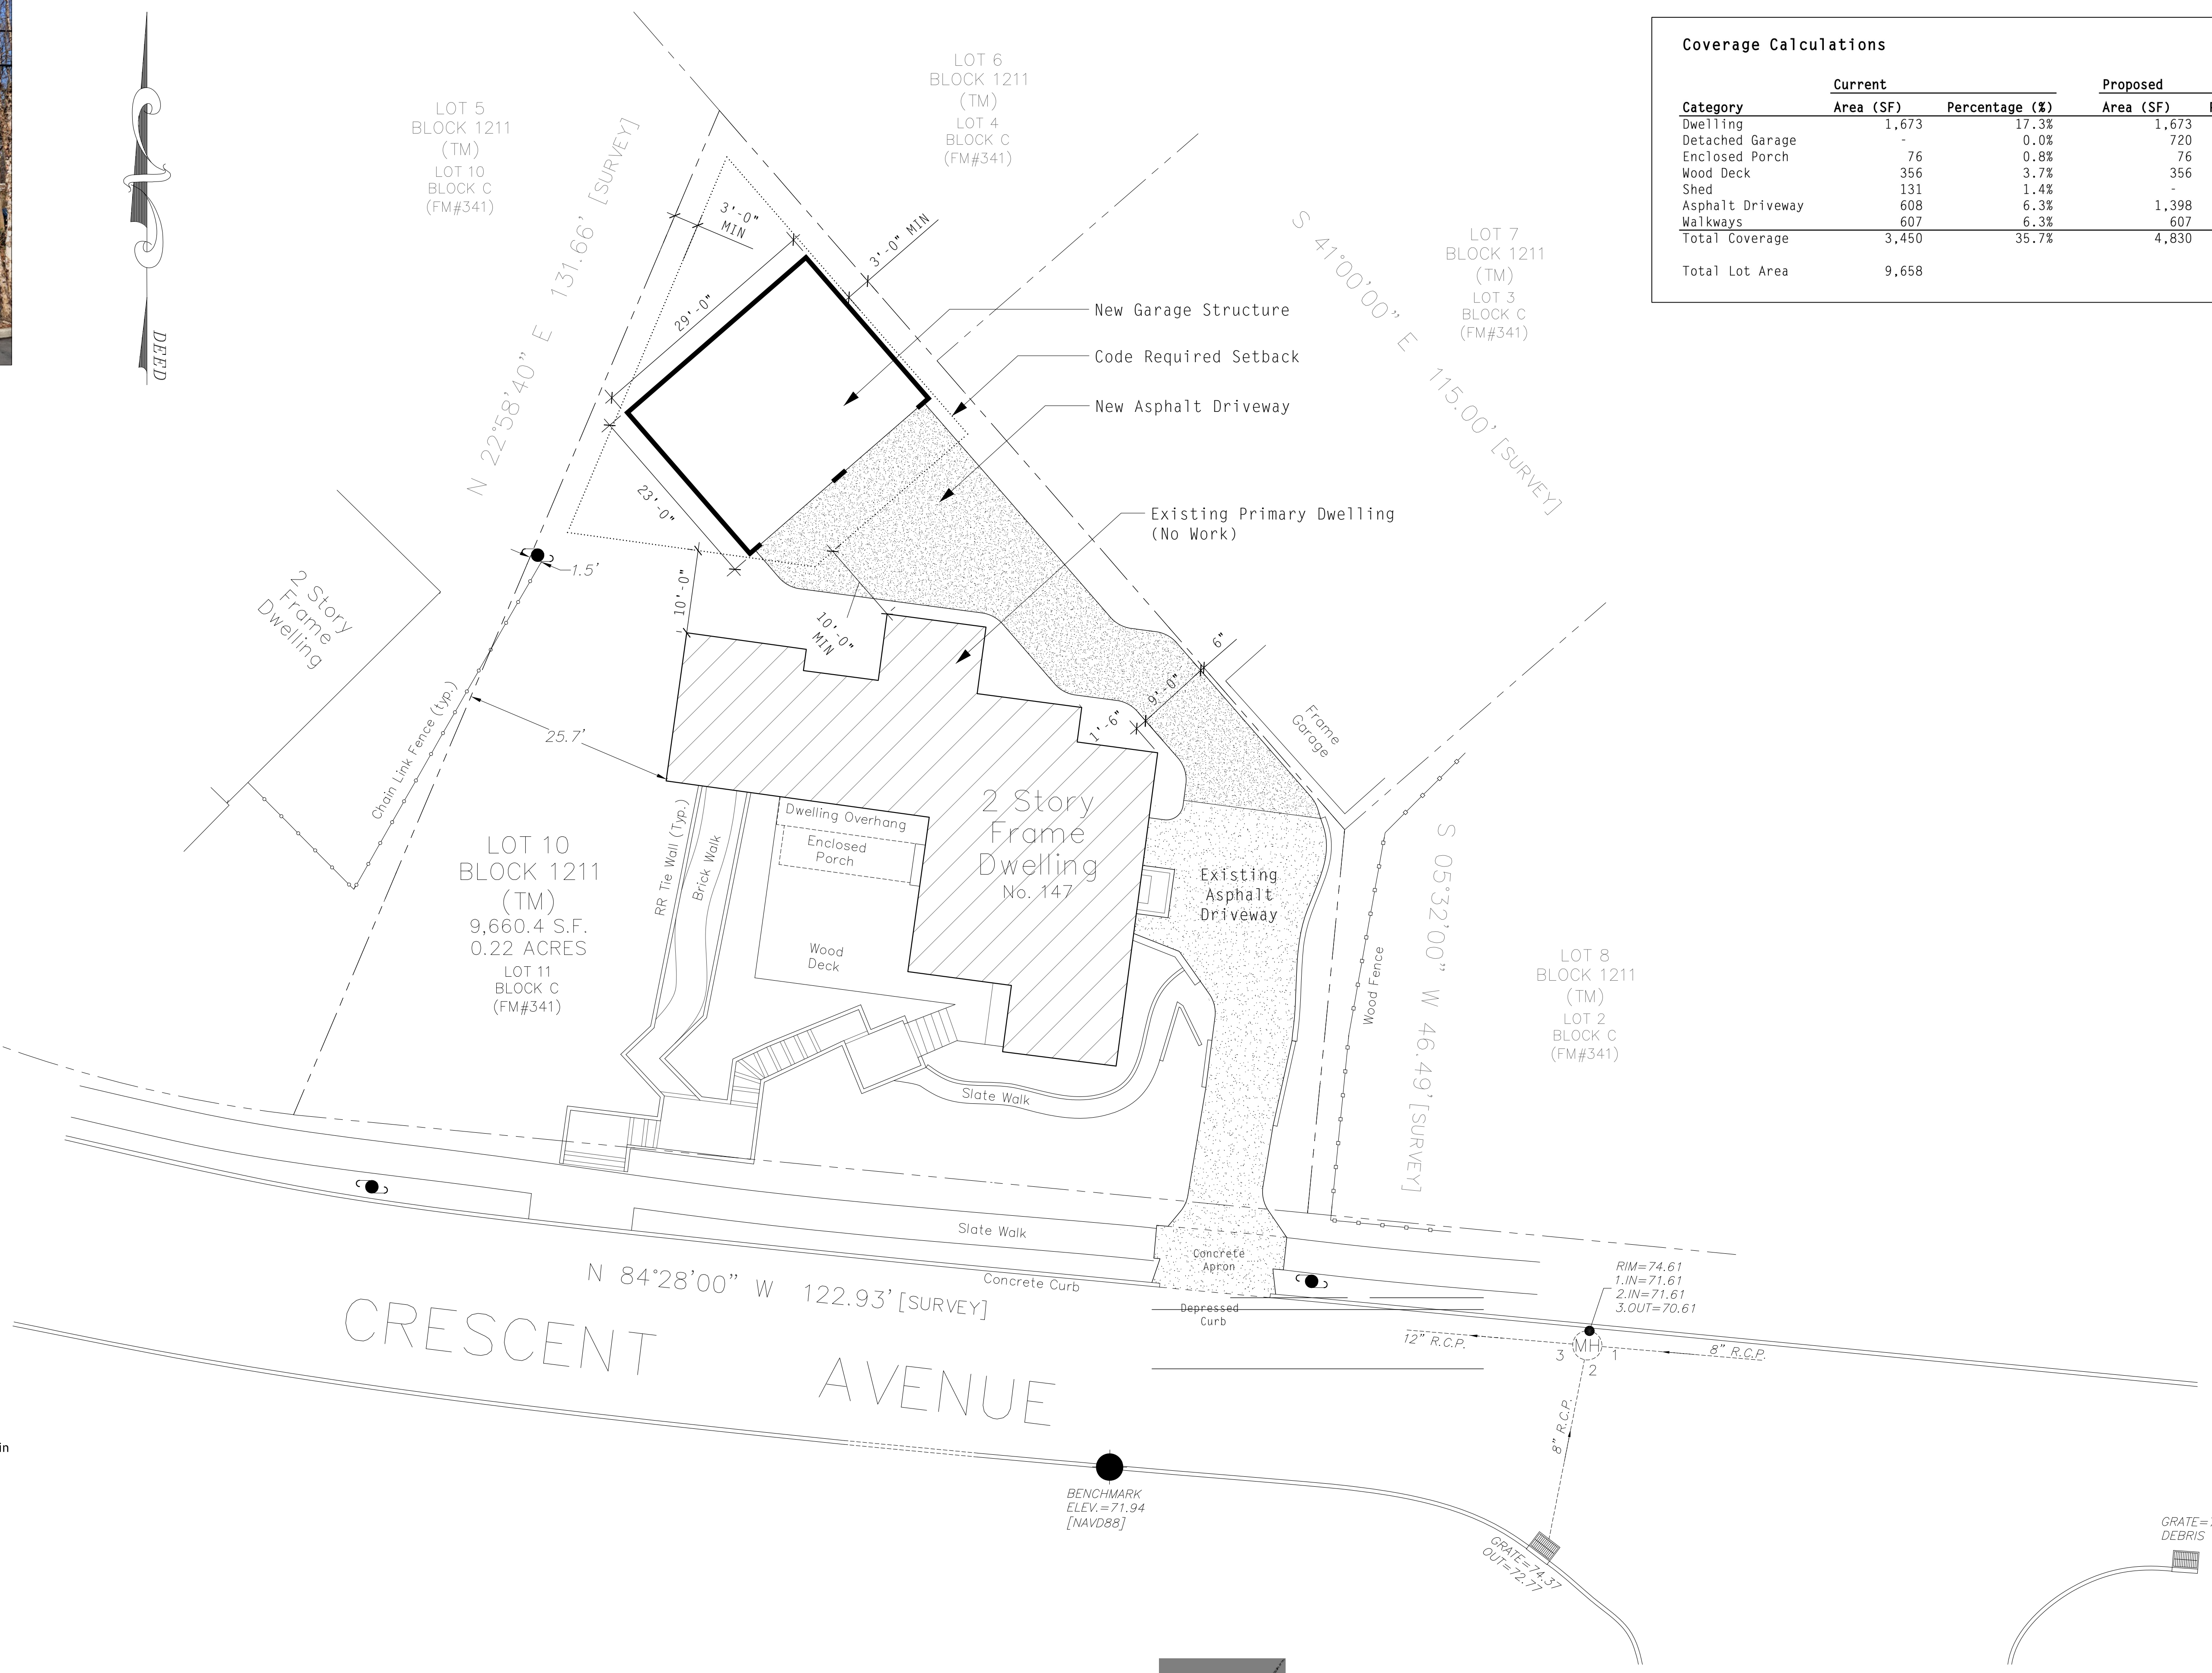 Coverage Calculations
Current Proposed
Category Area (SF) Percentage (%) Area (SF)
Dwelling 1,673 17.3% 1,673
Detached Garage - 0.0% 720
Enclosed Porch 76 0.8% 76
Wood Deck 356 3.7% 356
Shed 131 1.4% -
Asphalt Driveway 608 6.3% 1,398
Walkways 607 6.3% 607
Total Coverage 3,450 35.7% 4,830
Total Lot Area 9,658
DEED
LOT 5
BLOCK 1211
(TM)
LOT 10
BLOCK C
(FM#341)
LOT 6
BLOCK 1211
(TM)
LOT 4
BLOCK C
(FM#341)
LOT 7
BLOCK 1211
(TM)
LOT 3
BLOCK C
(FM#341)
N 22°58'40" E 131.66' [SURVEY]
S 41°00'00" E 115.00' [SURVEY]
3'-0"
MIN
3'-0" MIN
29'-0"
23'-0"
New Garage Structure
Code Required Setback
New Asphalt Driveway
Existing Primary Dwelling
(No Work)
1.5'
10'-0"
10'-0"
MIN
2 Story
Frame
Dwelling
Chain Link Fence (typ.)
25.7'
6"
9'-0"
1'-6"
Frame
Garage
LOT 10
BLOCK 1211
(TM)
9,660.4 S.F.
0.22 ACRES
LOT 11
BLOCK C
(FM#341)
RR Tie Wall (Typ.)
Brick Walk
Dwelling Overhang
Enclosed
Porch
Wood
Deck
2 Story
Frame
Dwelling
No. 147
Existing
Asphalt
Driveway
Wood Fence
S 05°32'00" W 46.49' [SURVEY]
LOT 8
BLOCK 1211
(TM)
LOT 2
BLOCK C
(FM#341)
Slate Walk
Slate Walk
Concrete
Apron
Concrete Curb
Depressed
Curb
N 84°28'00" W 122.93' [SURVEY]
CRESCENT AVENUE
RIM=74.61
1.IN=71.61
2.IN=71.61
3.OUT=70.61
12" R.C.P.
MH
3
1
2
8" R.C.P.
8" R.C.P.
BENCHMARK
ELEV.=71.94
[NAVD88]
GRATE=74.37
OUT=72.77
GRATE=
DEBRIS
in